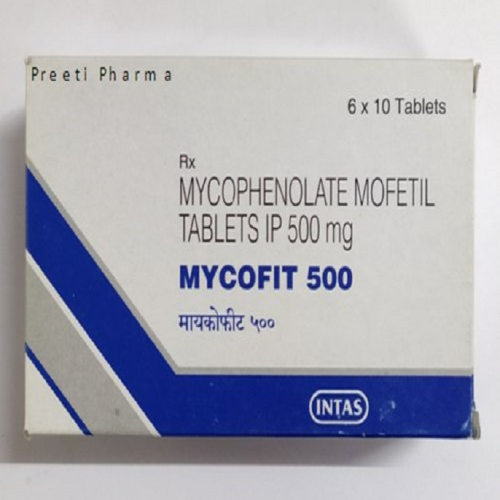 Preeti Pharma
6 x 10 Tablets
Rx
MYCOPHENOLATE MOFETIL
TABLETS IP 500 mg
MYCOFIT 500
मायकोफीट ५००
INTAS